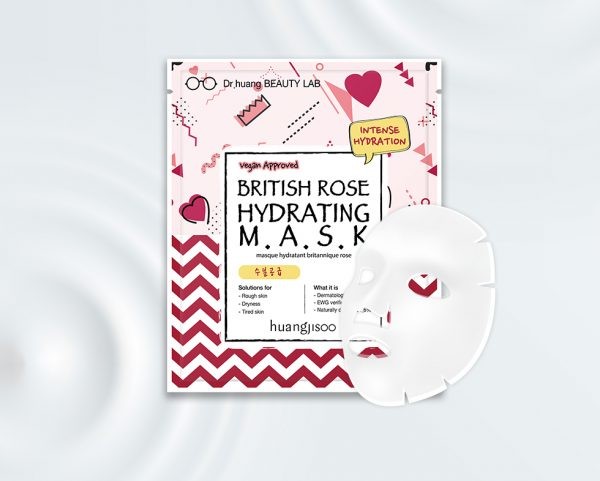 Dr,huang BEAUTY LAB
INTENSE
HYDRATION
Vegan Approved
BRITISH ROSE
HYDRATING
M.A.S.K
masque hydratant britannique rose
수분공급
Solutions for
- Rough skin
- Dryness
- Tired skin
What it is
- Dermatolog
- EWG verifi
- Naturally d
huangjisoo